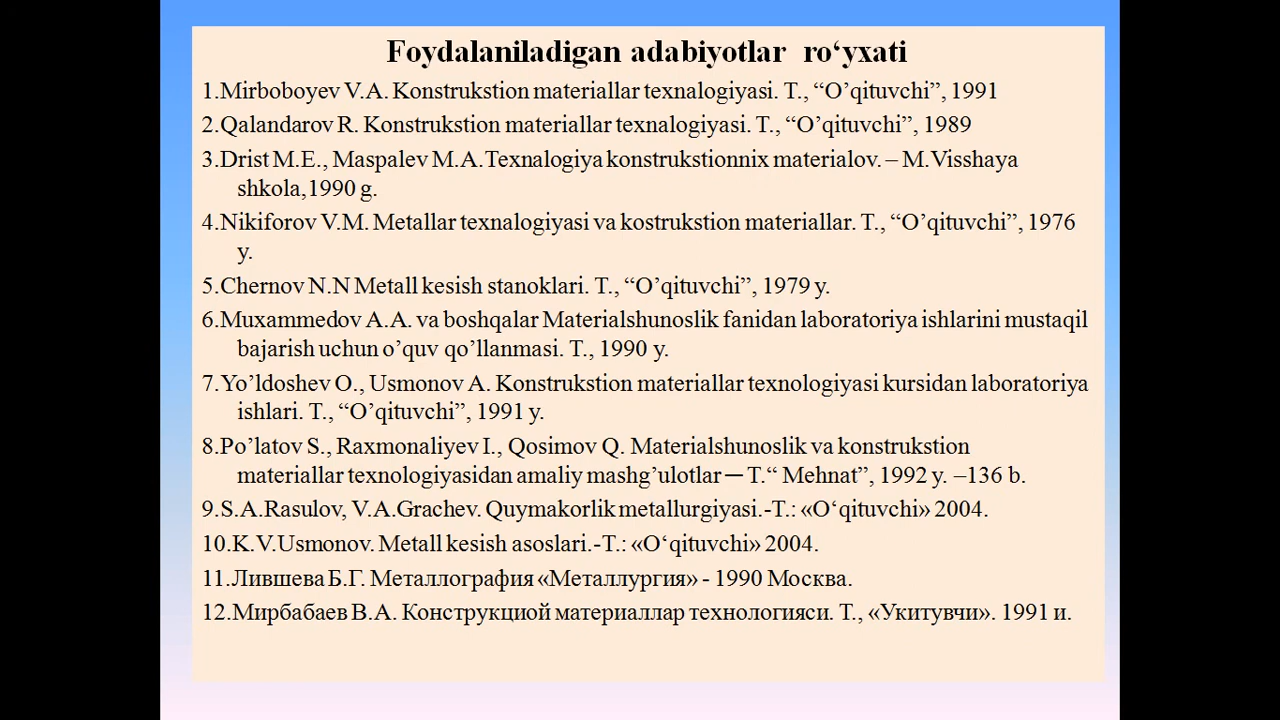 Foydalaniladigan adabiyotlar ro‘yxati
1.Mirboboyev V.A. Konstrukstion materiallar texnalogiyasi. T., “O’qituvchi”, 1991
2.Qalandarov R. Konstrukstion materiallar texnalogiyasi. T., “O’qituvchi”, 1989
3.Drist M.E., Maspalev M.A.Texnalogiya konstrukstionnix materialov. – M.Visshaya
shkola,1990 g.
4.Nikiforov V.M. Metallar texnalogiyasi va kostrukstion materiallar. T., “O’qituvchi”, 1976
y.
5.Chernov N.N Metall kesish stanoklari. T., “O’qituvchi”, 1979 y.
6.Muxammedov A.A. va boshqalar Materialshunoslik fanidan laboratoriya ishlarini mustaqil
bajarish uchun o’quv qo’llanmasi. T., 1990 y.
7.Yo’ldoshev O., Usmonov A. Konstrukstion materiallar texnologiyasi kursidan laboratoriya
ishlari. T., “O’qituvchi”, 1991 y.
8.Po’latov S., Raxmonaliyev I., Qosimov Q. Materialshunoslik va konstrukstion
materiallar texnologiyasidan amaliy mashg’ulotlar ─ T.“ Mehnat”, 1992 y. –136 b.
9.S.A.Rasulov, V.A.Grachev. Quymakorlik metallurgiyasi.-T.: «O‘qituvchi» 2004.
10.K.V.Usmonov. Metall kesish asoslari.-T.: «O‘qituvchi» 2004.
11.Лившева Б.Г. Металлография «Металлургия» - 1990 Москва.
12.Мирбабаев В.А. Конструкциой материаллар технологияси. Т., «Укитувчи». 1991 и.